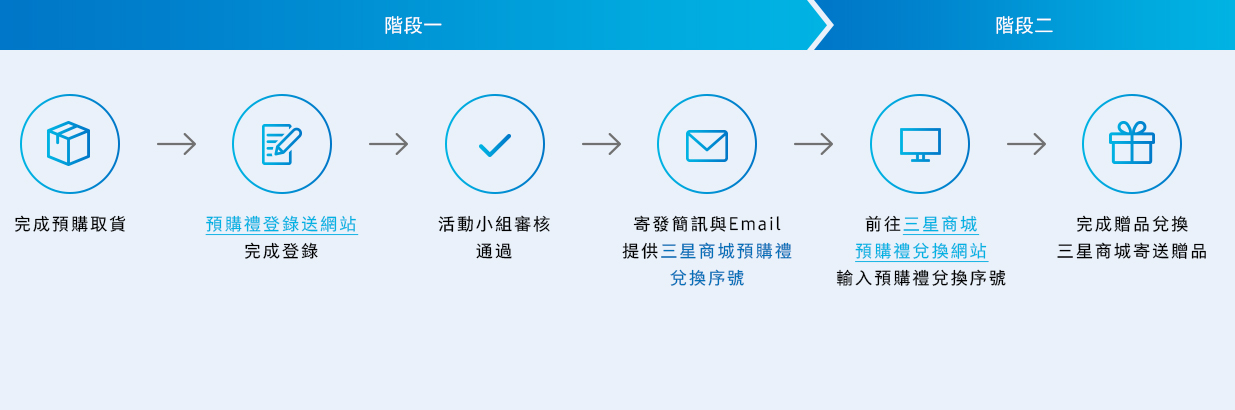 階段一
階段二
完成預購取貨
預購禮登錄送網站
完成登錄
活動小組審核
通過
寄發簡訊與Email
提供三星商城預購禮
兌換序號
前往三星商城
預購禮兌換網站
輸入預購禮兌換序號
完成贈品兌換
三星商城寄送贈品